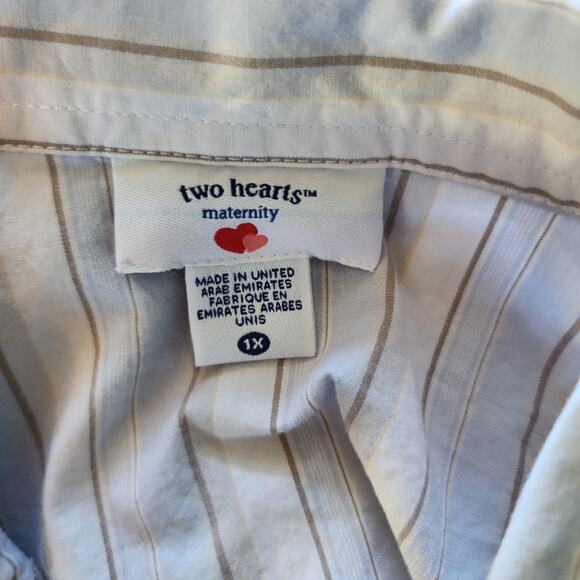 two hearts™
maternity
MADE IN UNITED
ARAB EMIRATES
FABRIQUE EN
EMIRATES ARABES
UNIS
1X